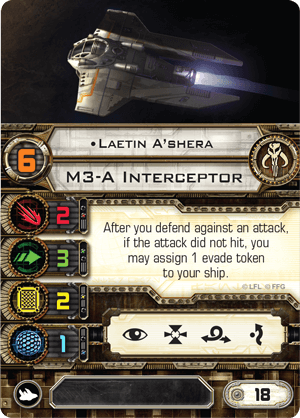 •Laetin A'shera
6
M3-A Interceptor
2
3
2
1
After you defend against an attack,
if the attack did not hit, you
may assign 1 evade token
to your ship.
© LFL. © FFG
18